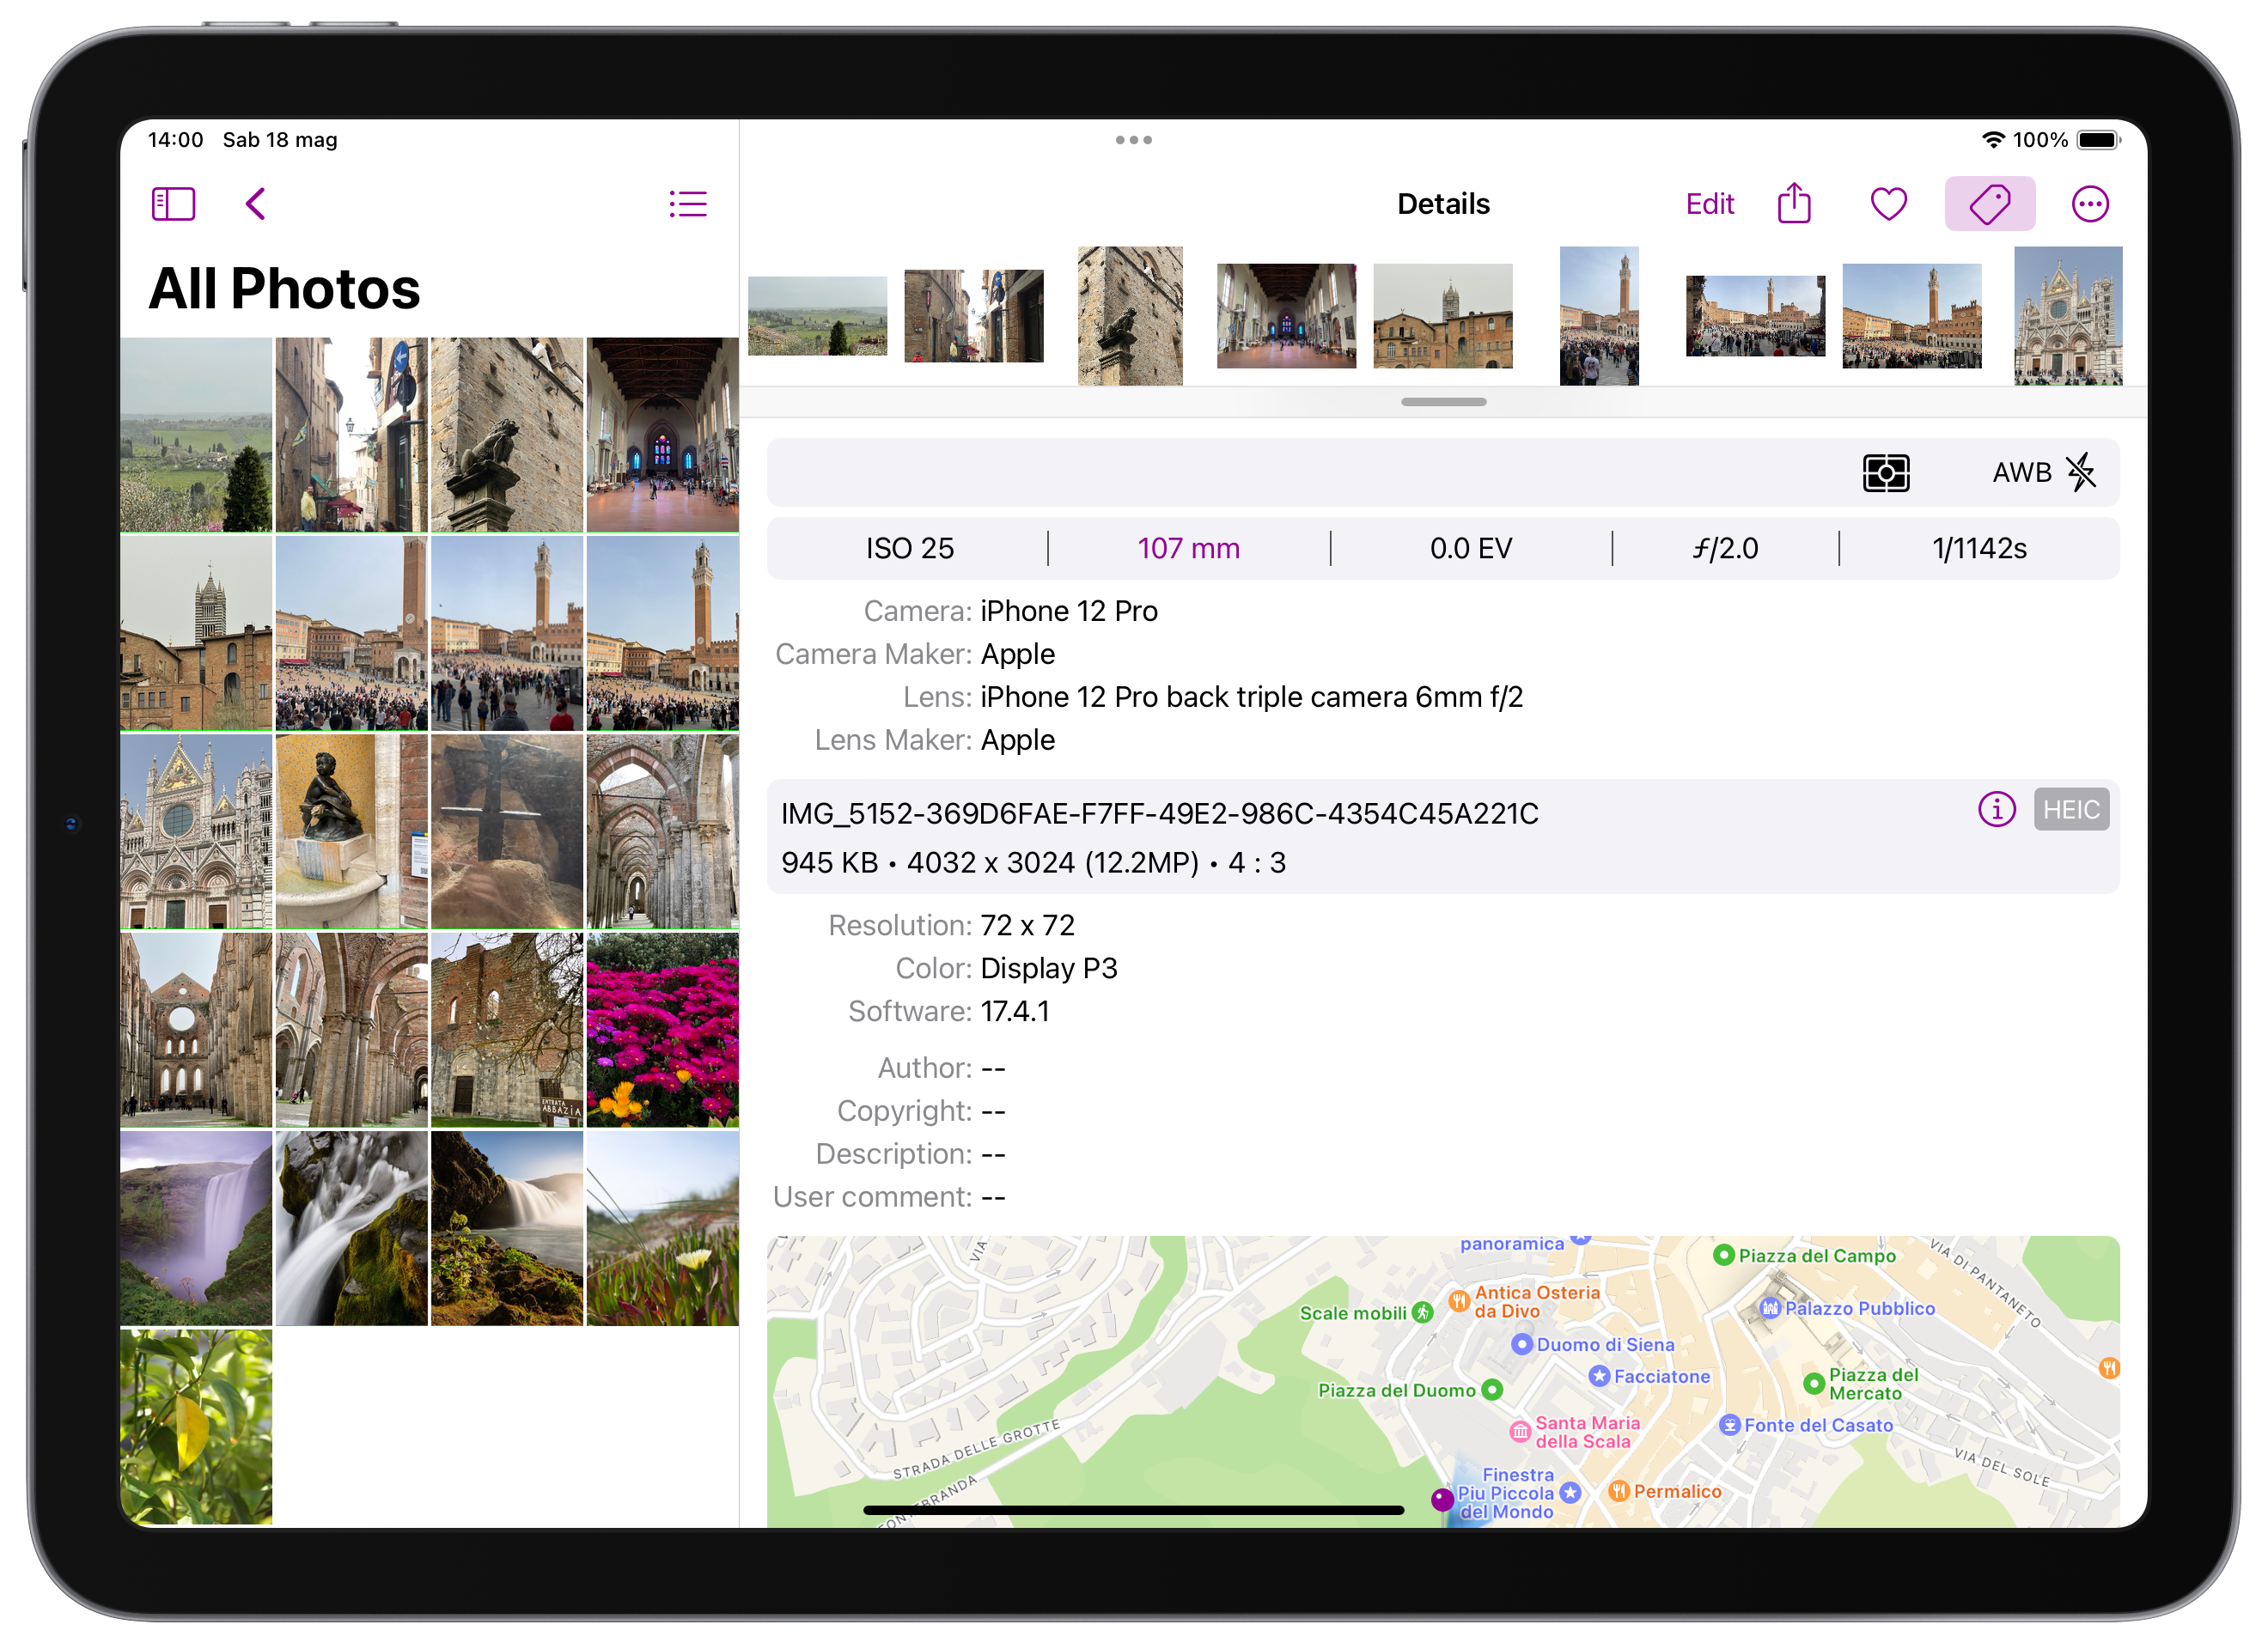 14:00 Sab 18 mag
100%
All Photos
Details
Edit
AWB
ISO 25
107 mm
0.0 EV
ƒ/2.0
1/1142s
Camera: iPhone 12 Pro
Camera Maker: Apple
Lens: iPhone 12 Pro back triple camera 6mm f/2
Lens Maker: Apple
IMG_5152-369D6FAE-F7FF-49E2-986C-4354C45A221C
HEIC
945 KB • 4032 x 3024 (12.2MP) • 4 : 3
Resolution: 72 x 72
Color: Display P3
Software: 17.4.1
Author: --
Copyright: --
Description: --
User comment: --
ENTRATA
ABBAZIA
VIA
panoramica
Piazza del Campo
VIA DI PANTANETO
Antica Osteria
da Divo
Scale mobili
Palazzo Pubblico
Duomo di Siena
Facciatone
Piazza del Duomo
Piazza del
Mercato
Santa Maria
della Scala
Fonte del Casato
STRADA DELLE GROTTE
VIA DEL SOLE
Finestra
Piu Piccola
del Mondo
Permalico